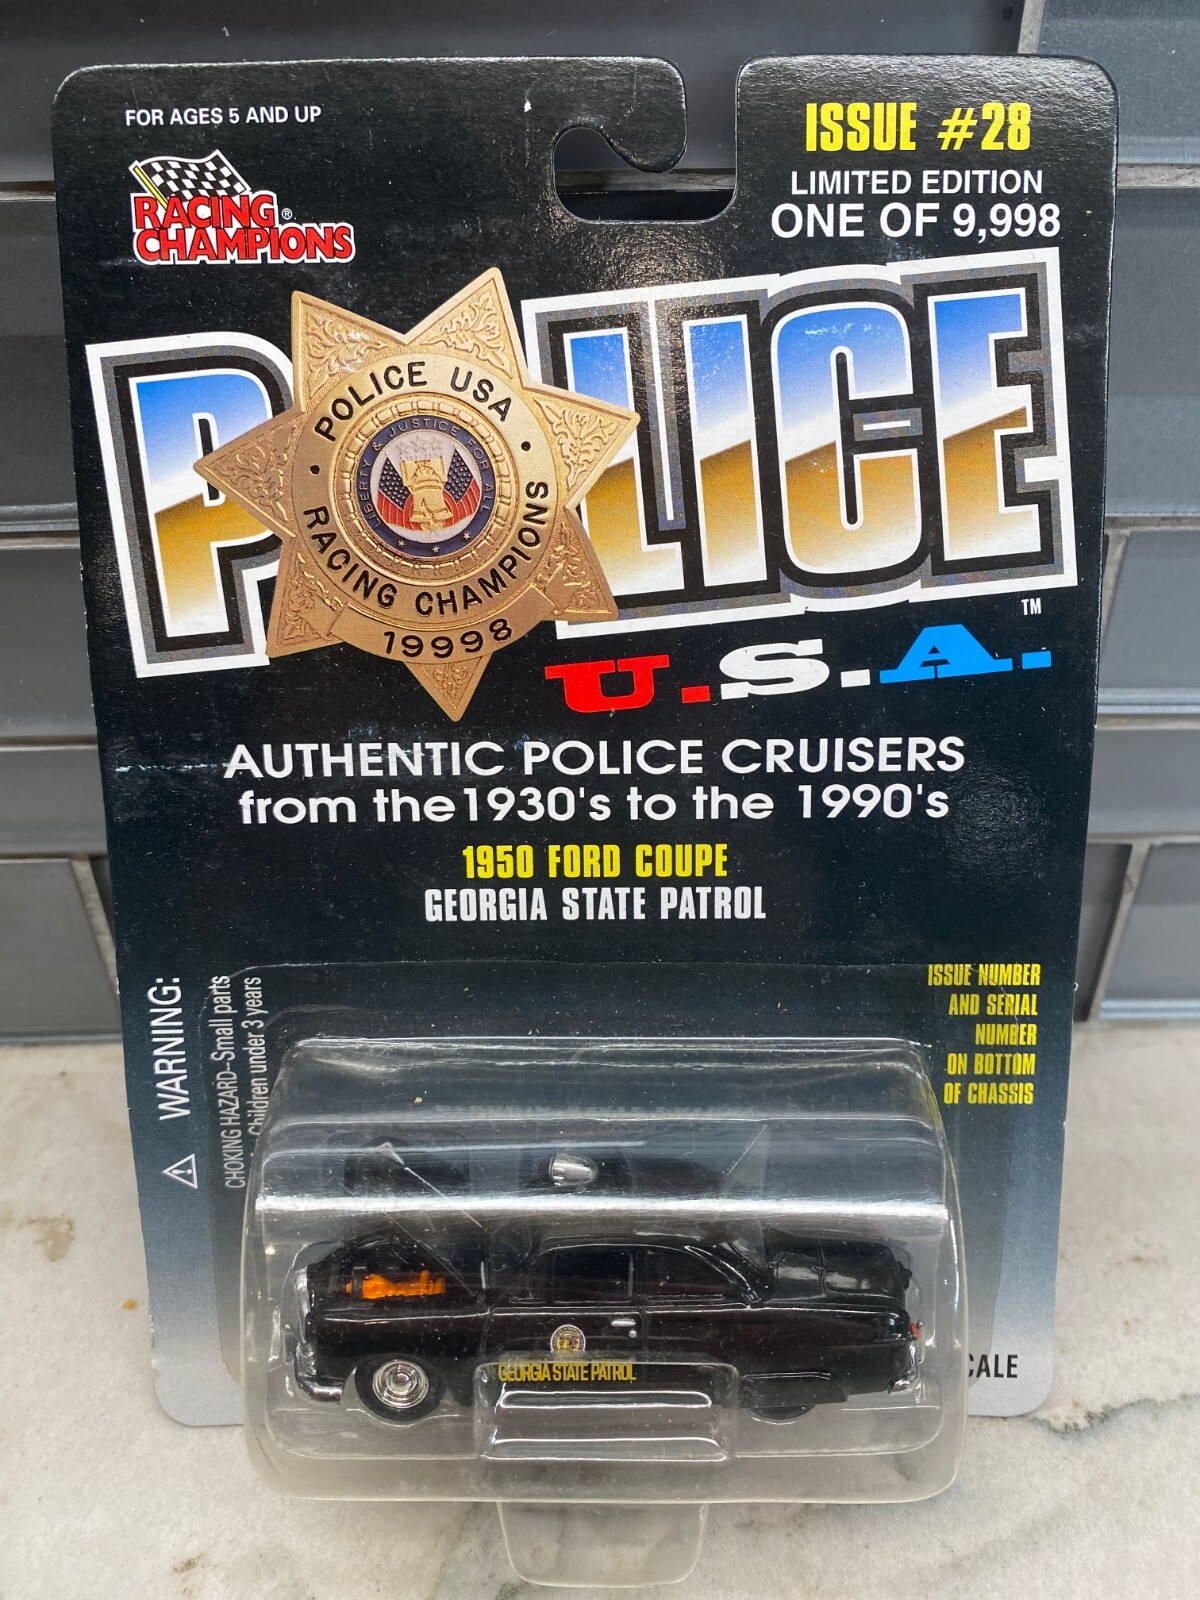 FOR AGES 5 AND UP
RACING®
CHAMPIONS
ISSUE #28
LIMITED EDITION
ONE OF 9,998
POLICE
POLICE USA
LIBERTY & JUSTICE FOR ALL
RACING CHAMPIONS
19998
TM
U.S.A.
AUTHENTIC POLICE CRUISERS
from the 1930's to the 1990's
1950 FORD COUPE
GEORGIA STATE PATROL
⚠ WARNING:
CHOKING HAZARD--Small parts
Children under 3 years
ISSUE NUMBER
AND SERIAL
NUMBER
ON BOTTOM
OF CHASSIS
GEORGIA STATE PATROL
CALE